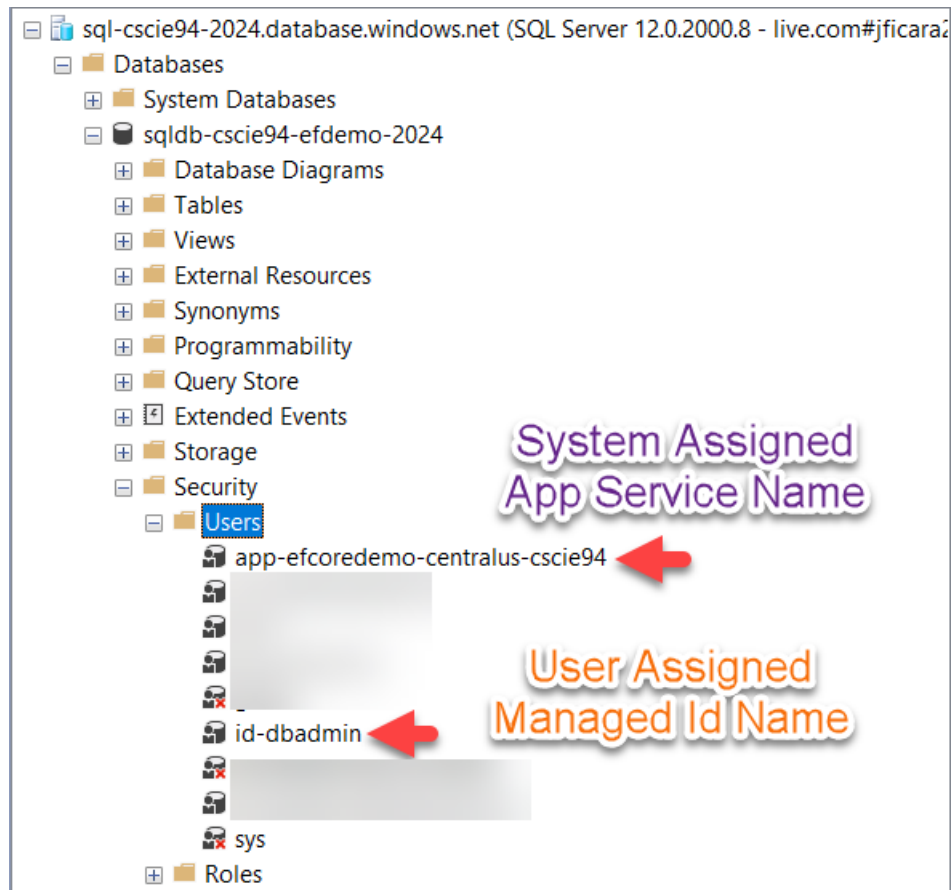 sql-cscie94-2024.database.windows.net (SQL Server 12.0.2000.8 - live.com#jficara2
Databases
System Databases
sqldb-cscie94-efdemo-2024
Database Diagrams
Tables
Views
External Resources
Synonyms
Programmability
Query Store
Extended Events
Storage
Security
System Assigned
App Service Name
Users
app-efcoredemo-centralus-cscie94
User Assigned
Managed Id Name
id-dbadmin
sys
Roles